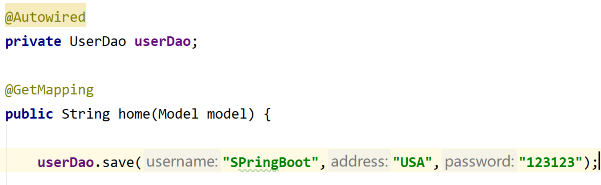 @Autowired
private UserDao userDao;
@GetMapping
public String home(Model model) {
userDao.save( username: "SPringBoot", address: "USA", password: "123123");